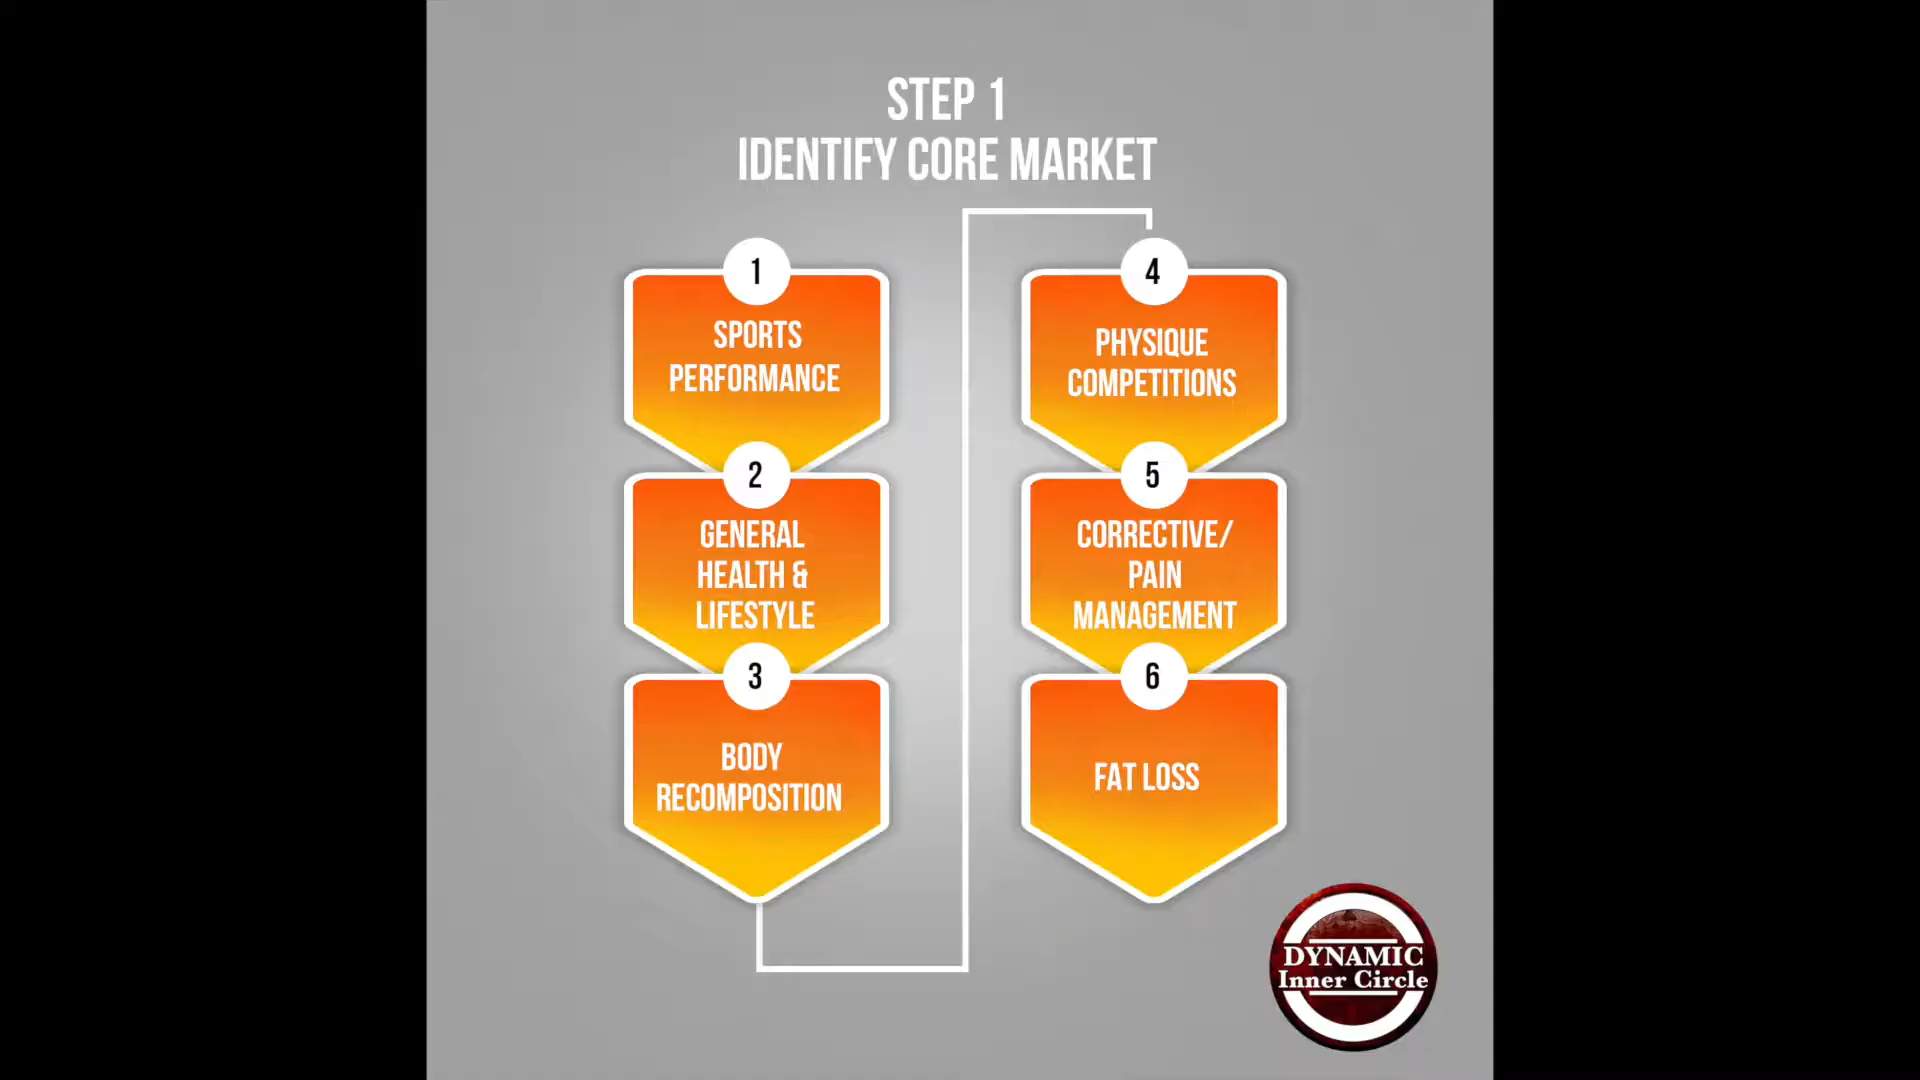 STEP 1
IDENTIFY CORE MARKET
1
SPORTS
PERFORMANCE
2
GENERAL
HEALTH &
LIFESTYLE
3
BODY
RECOMPOSITION
4
PHYSIQUE
COMPETITIONS
5
CORRECTIVE/
PAIN
MANAGEMENT
6
FAT LOSS
DYNAMIC
Inner Circle